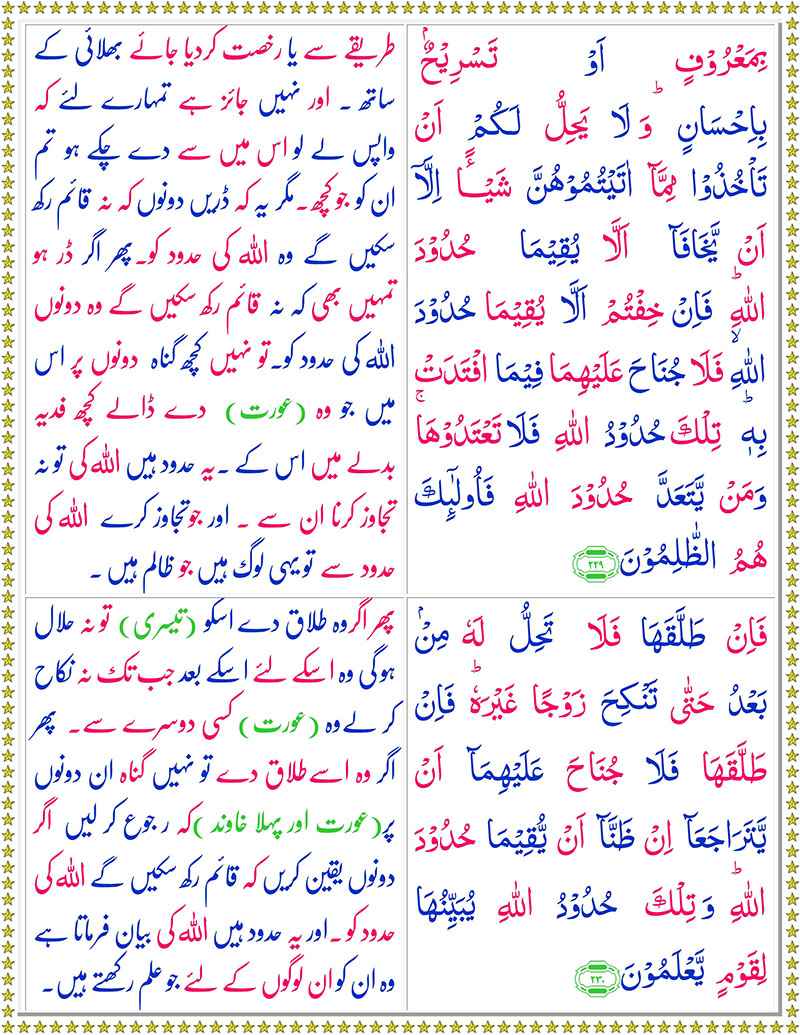 بِمَعْرُوْفٍ اَوْ تَسْرِيْحٌۢ
بِاِحْسَانٍ ؕ وَ لَا يَحِلُّ لَكُمْ اَنْ
تَاْخُذُوْا مِمَّاۤ اٰتَيْتُمُوْهُنَّ شَيْـًٔا اِلَّاۤ
اَنْ يَّخَافَاۤ اَلَّا يُقِيْمَا حُدُوْدَ
اللّٰهِ ؕ فَاِنْ خِفْتُمْ اَلَّا يُقِيْمَا حُدُوْدَ
اللّٰهِ ۙ فَلَا جُنَاحَ عَلَيْهِمَا فِيْمَا افْتَدَتْ
بِهٖ ؕ تِلْكَ حُدُوْدُ اللّٰهِ فَلَا تَعْتَدُوْهَا ۚ
وَمَنْ يَّتَعَدَّ حُدُوْدَ اللّٰهِ فَاُولٰٓئِكَ
هُمُ الظّٰلِمُوْنَ ۲۲۹
طریقے سے یا رخصت کردیا جائے بھلائی کے
ساتھ ۔ اور نہیں جائز ہے تمہارے لئے کہ
واپس لے لو اس میں سے دے چکے ہو تم
ان کو جو کچھ۔ مگر یہ کہ ڈریں دونوں کہ نہ قائم رکھ
سکیں گے وہ اللہ کی حدود کو۔ پھر اگر ڈر ہو
تمہیں بھی کہ نہ قائم رکھ سکیں گے وہ دونوں
اللہ کی حدود کو۔ تو نہیں کچھ گناہ دونوں پر اس
میں جو وہ (عورت) دے ڈالے کچھ فدیہ
بدلے میں اس کے ۔ یہ حدود ہیں اللہ کی تو نہ
تجاوز کرنا ان سے ۔ اور جو تجاوز کرے اللہ کی
حدود سے تو یہی لوگ ہیں جو ظالم ہیں ۔
فَاِنْ طَلَّقَهَا فَلَا تَحِلُّ لَهٗ مِنْۢ
بَعْدُ حَتّٰى تَنْكِحَ زَوْجًا غَيْرَهٗ ؕ فَاِنْ
طَلَّقَهَا فَلَا جُنَاحَ عَلَيْهِمَاۤ اَنْ
يَّتَرَاجَعَاۤ اِنْ ظَنَّاۤ اَنْ يُّقِيْمَا حُدُوْدَ
اللّٰهِ ؕ وَ تِلْكَ حُدُوْدُ اللّٰهِ يُبَيِّنُهَا
لِقَوْمٍ يَّعْلَمُوْنَ ۲۳۰
پھر اگر وہ طلاق دے اسکو (تیسری) تو نہ حلال
ہوگی وہ اسکے لئے اسکے بعد جب تک نہ نکاح
کر لے وہ (عورت) کسی دوسرے سے۔ پھر
اگر وہ اسے طلاق دے تو نہیں گناہ ان دونوں
پر (عورت اور پہلا خاوند) کہ رجوع کر لیں اگر
دونوں یقین کریں کہ قائم رکھ سکیں گے اللہ کی
حدود کو ۔ اور یہ حدود ہیں اللہ کی بیان فرماتا ہے
وہ ان کو ان لوگوں کے لئے جو علم رکھتے ہیں۔